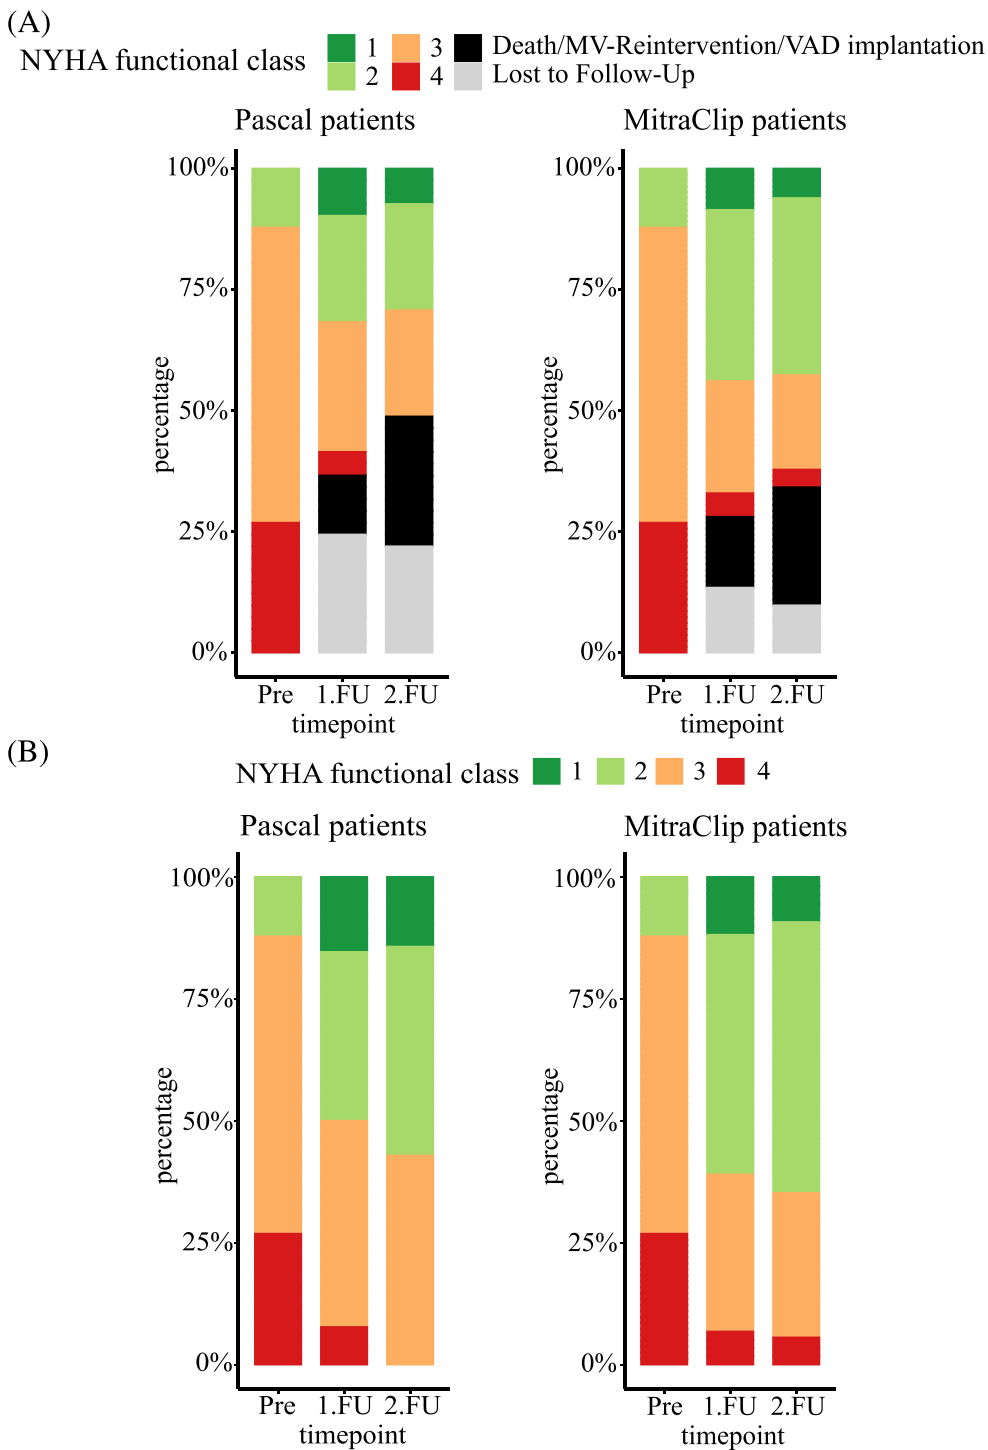 (A)
NYHA functional class 1 3 Death/MV-Reintervention/VAD implantation
2 4 Lost to Follow-Up
Pascal patients MitraClip patients
100% 100%
75% 75%
percentage percentage
50% 50%
25% 25%
0% 0%
Pre 1.FU 2.FU Pre 1.FU 2.FU
timepoint timepoint
(B)
NYHA functional class 1 2 3 4
Pascal patients MitraClip patients
100% 100%
75% 75%
percentage percentage
50% 50%
25% 25%
0% 0%
Pre 1.FU 2.FU Pre 1.FU 2.FU
timepoint timepoint